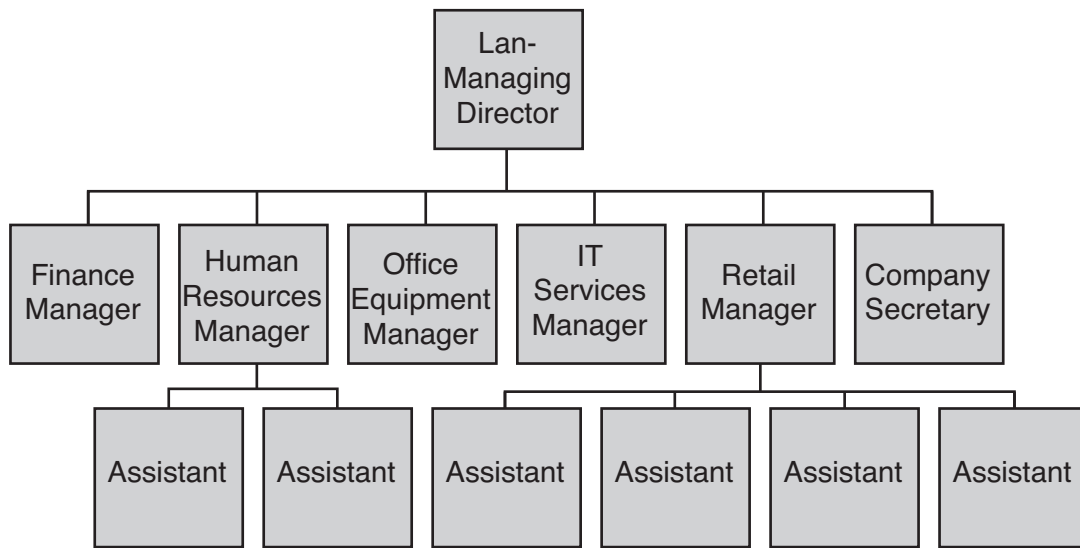 Lan-
Managing
Director
Finance
Manager
Human
Resources
Manager
Office
Equipment
Manager
IT
Services
Manager
Retail
Manager
Company
Secretary
Assistant
Assistant
Assistant
Assistant
Assistant
Assistant